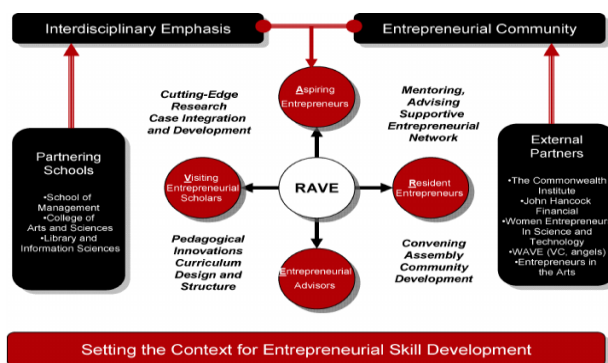 Interdisciplinary Emphasis
Entrepreneurial Community
Cutting-Edge
Research
Case Integration
and Development
Aspiring
Entrepreneurs
Mentoring,
Advising
Supportive
Entrepreneurial
Network
Partnering
Schools
•School of
Management
•College of
Arts and Sciences
•Library and
Information Sciences
Visiting
Entrepreneurial
Scholars
RAVE
Resident
Entrepreneurs
External
Partners
•The Commonwealth
Institute
•John Hancock
Financial
•Women Entrepreneurs
In Science and
Technology
•WAVE (VC, angels)
•Entrepreneurs in
the Arts
Pedagogical
Innovations
Curriculum
Design and
Structure
Entrepreneurial
Advisors
Convening
Assembly
Community
Development
Setting the Context for Entrepreneurial Skill Development